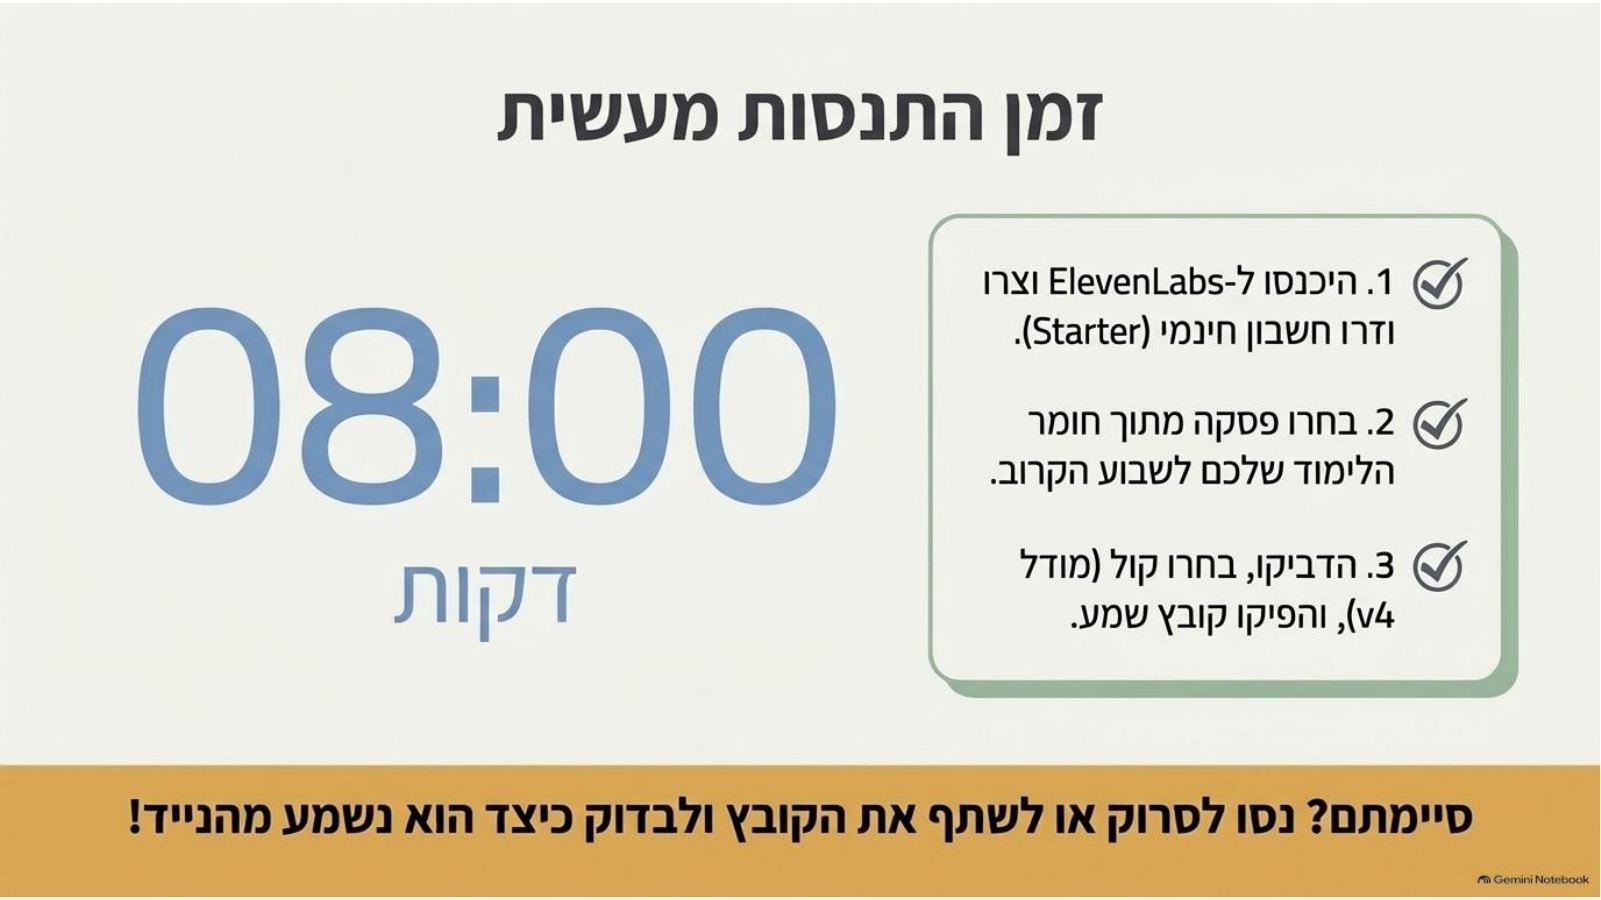 זמן התנסות מעשית
1. היכנסו ל-ElevenLabs וצרו
ודרו חשבון חינמי (Starter).
2. בחרו פסקה מתוך חומר
הלימוד שלכם לשבוע הקרוב.
3. הדביקו, בחרו קול (מודל
v4), והפיקו קובץ שמע.
08:00
דקות
סיימתם? נסו לסרוק או לשתף את הקובץ ולבדוק כיצד הוא נשמע מהנייד!
Gemini Notebook